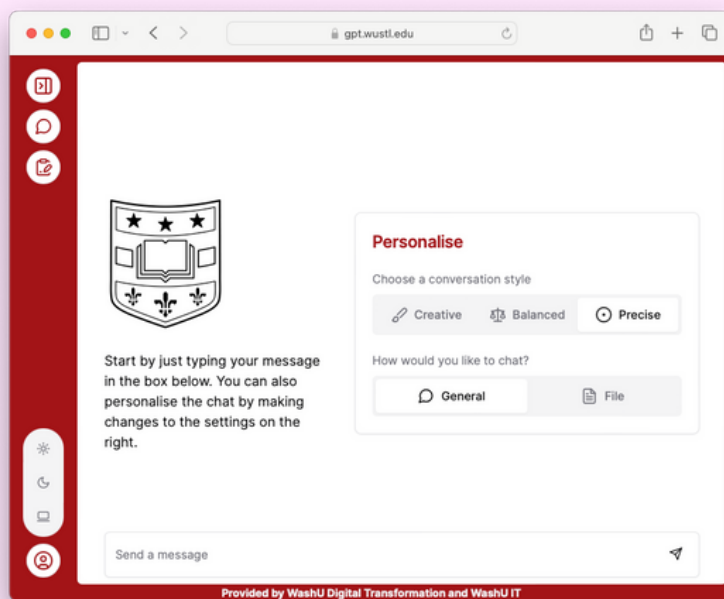 gpt.wustl.edu
Personalise
Choose a conversation style
Creative
Balanced
Precise
How would you like to chat?
General
File
Start by just typing your message
in the box below. You can also
personalise the chat by making
changes to the settings on the
right.
Send a message
Provided by WashU Digital Transformation and WashU IT